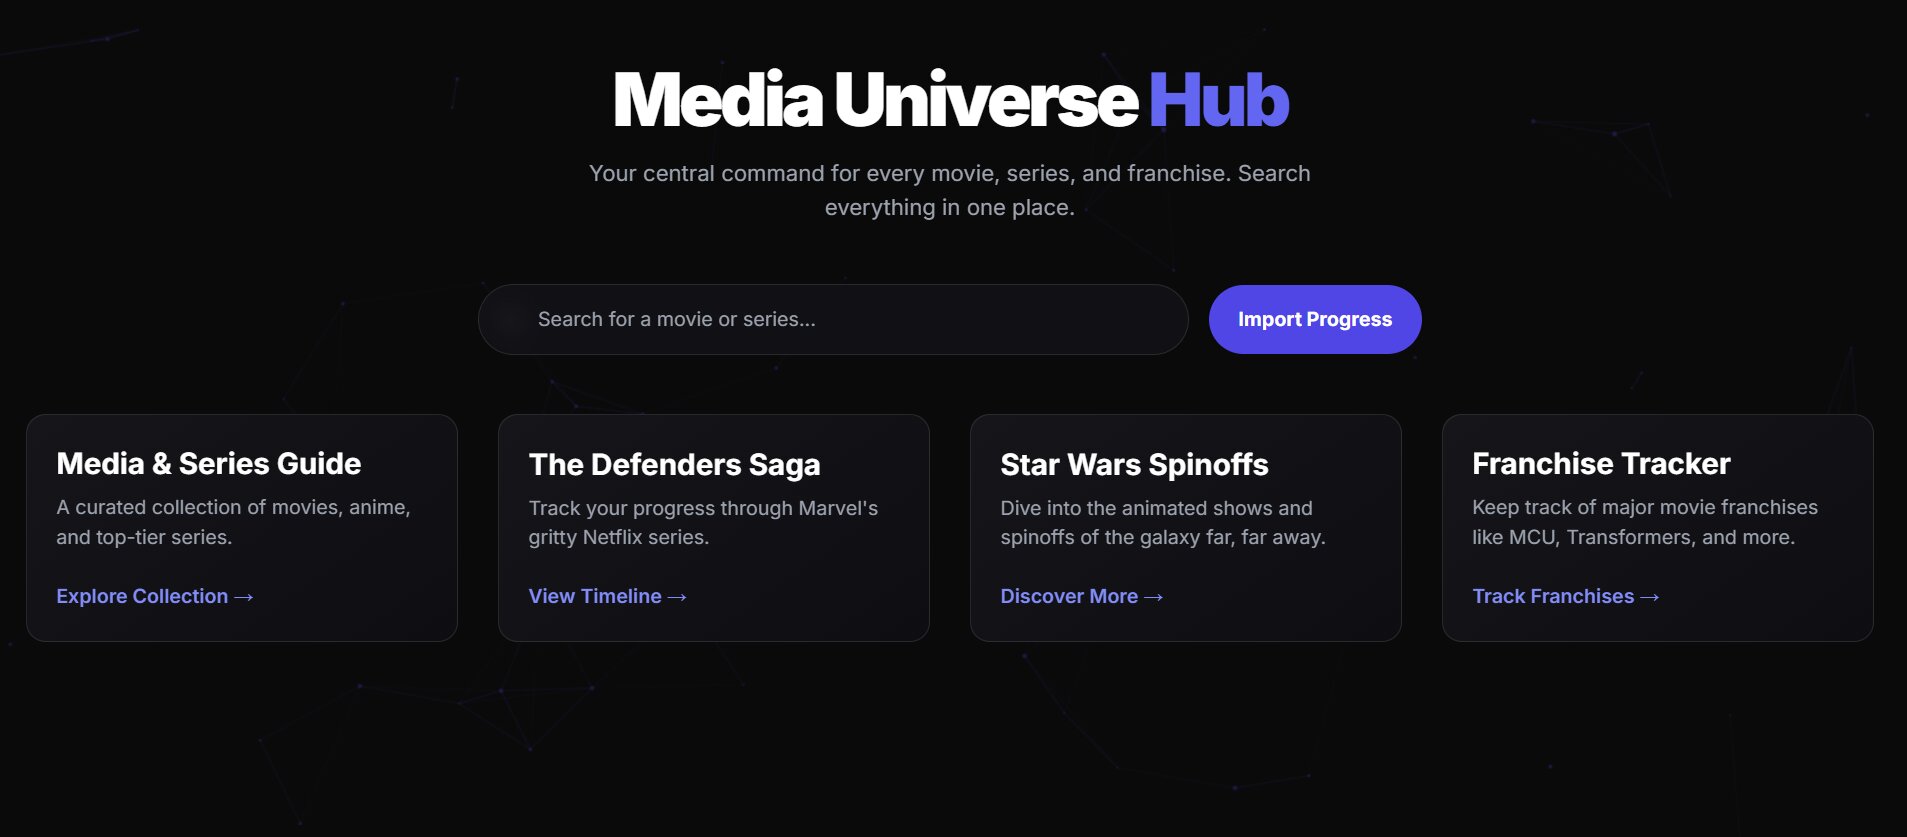 Media Universe Hub
Your central command for every movie, series, and franchise. Search
everything in one place.
Search for a movie or series...
Import Progress
Media & Series Guide
A curated collection of movies, anime,
and top-tier series.
Explore Collection →
The Defenders Saga
Track your progress through Marvel's
gritty Netflix series.
View Timeline →
Star Wars Spinoffs
Dive into the animated shows and
spinoffs of the galaxy far, far away.
Discover More →
Franchise Tracker
Keep track of major movie franchises
like MCU, Transformers, and more.
Track Franchises →